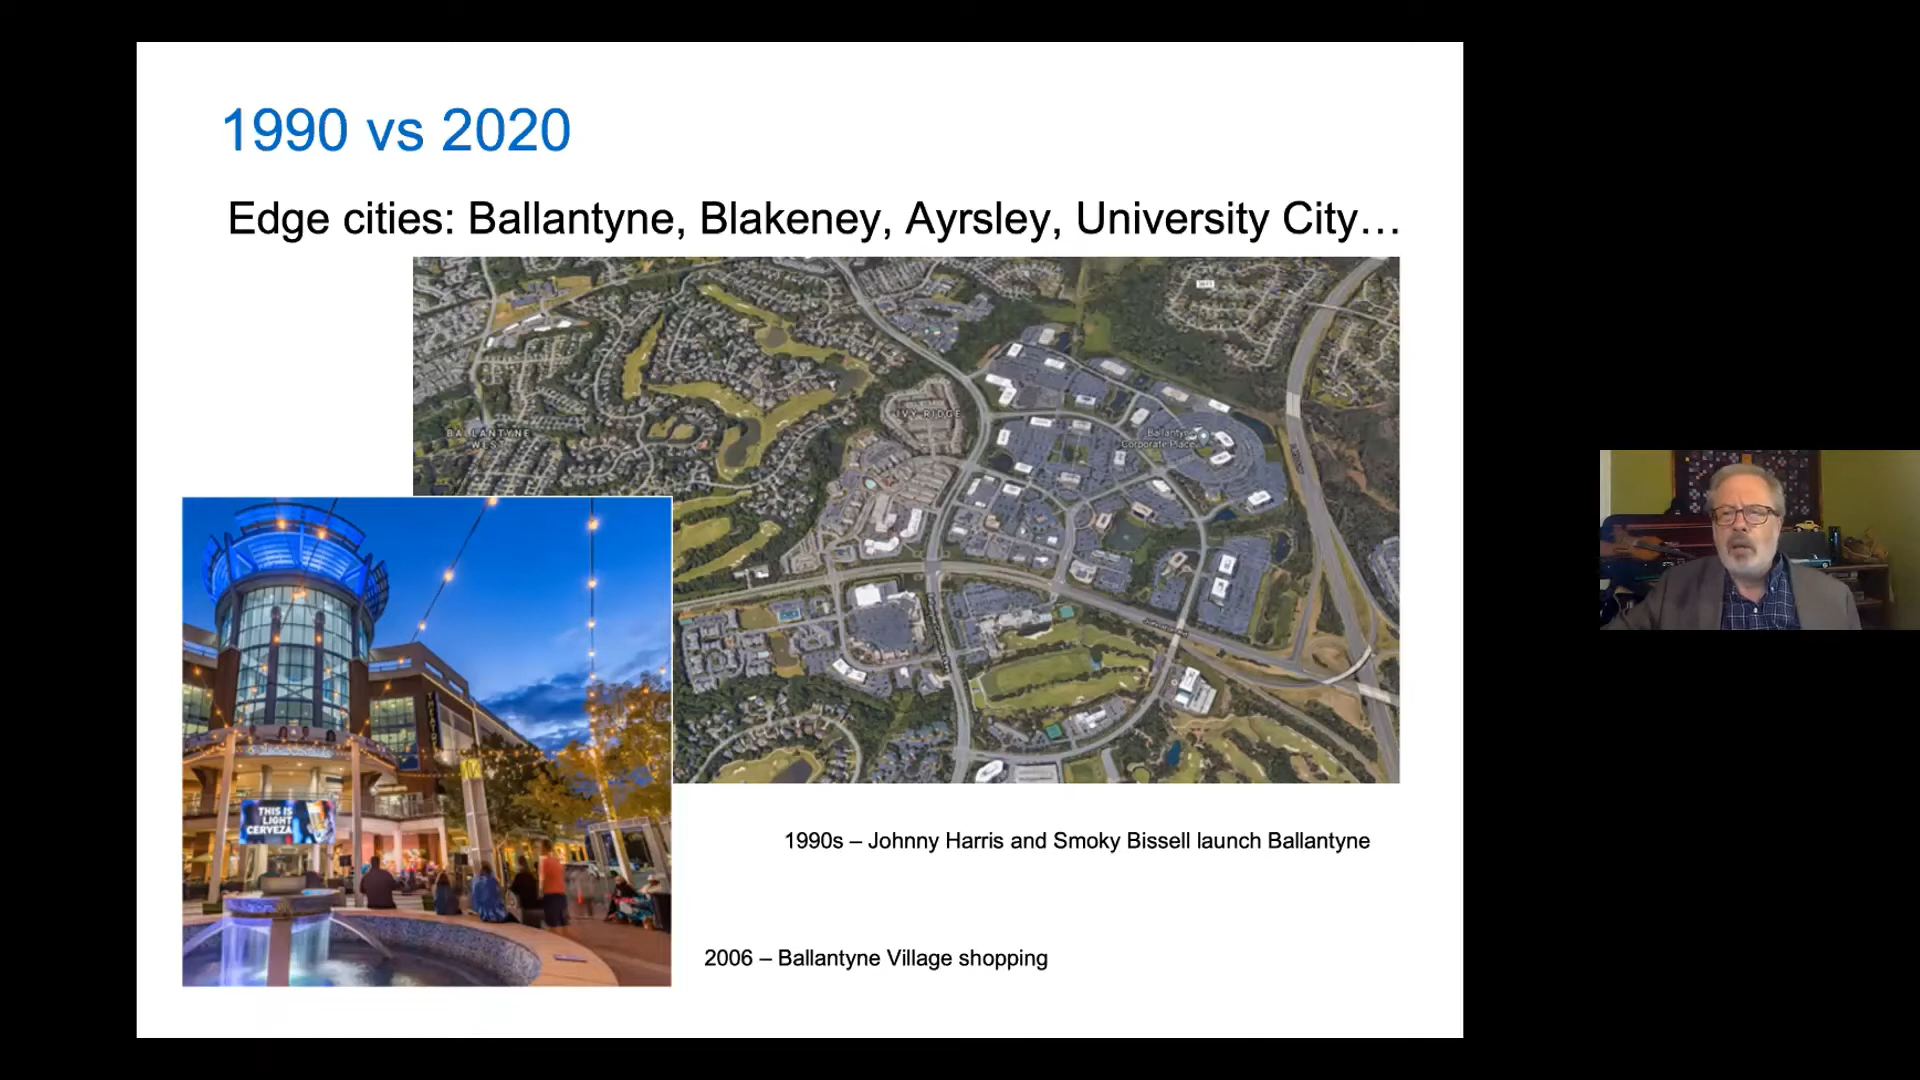 1990 vs 2020
Edge cities: Ballantyne, Blakeney, Ayrsley, University City…
IVY RIDGE
BALLANTYNE
WEST
Ballantyne
Corporate Place
THIS IS
LIGHT
CERVEZA
1990s – Johnny Harris and Smoky Bissell launch Ballantyne
2006 – Ballantyne Village shopping